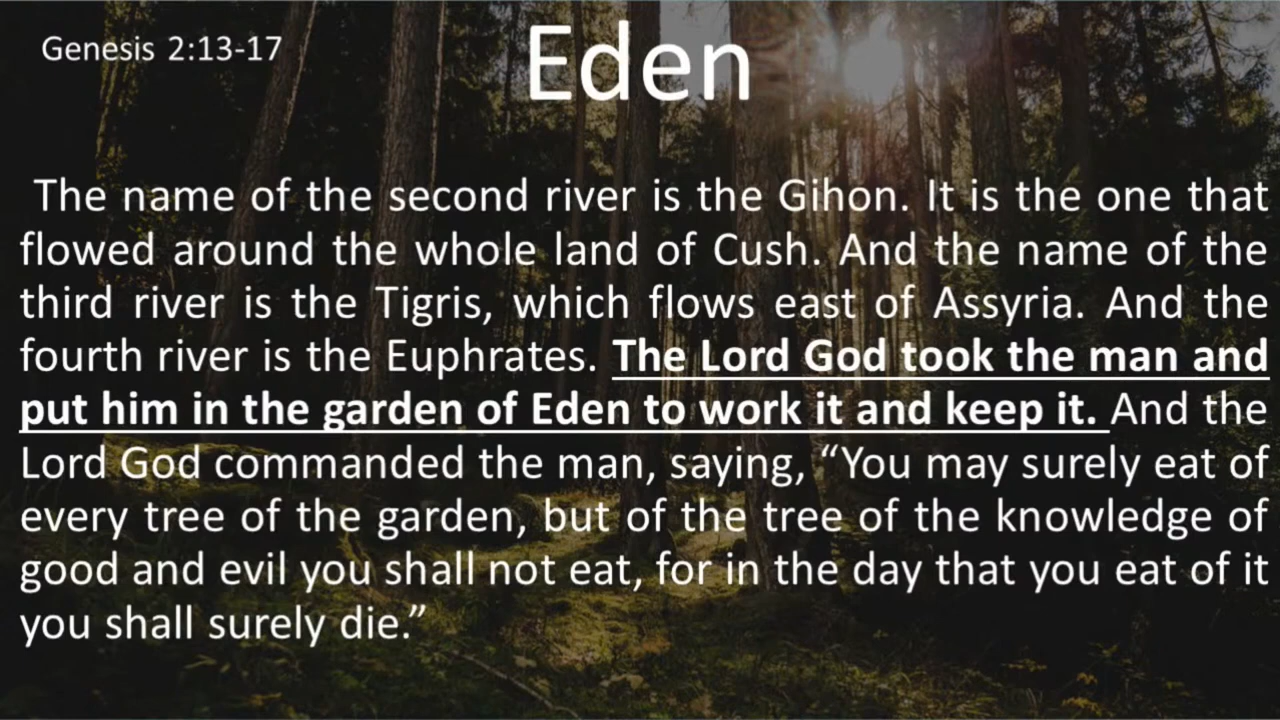 Genesis 2:13-17
Eden
The name of the second river is the Gihon. It is the one that
flowed around the whole land of Cush. And the name of the
third river is the Tigris, which flows east of Assyria. And the
fourth river is the Euphrates. The Lord God took the man and
put him in the garden of Eden to work it and keep it. And the
Lord God commanded the man, saying, “You may surely eat of
every tree of the garden, but of the tree of the knowledge of
good and evil you shall not eat, for in the day that you eat of it
you shall surely die.”